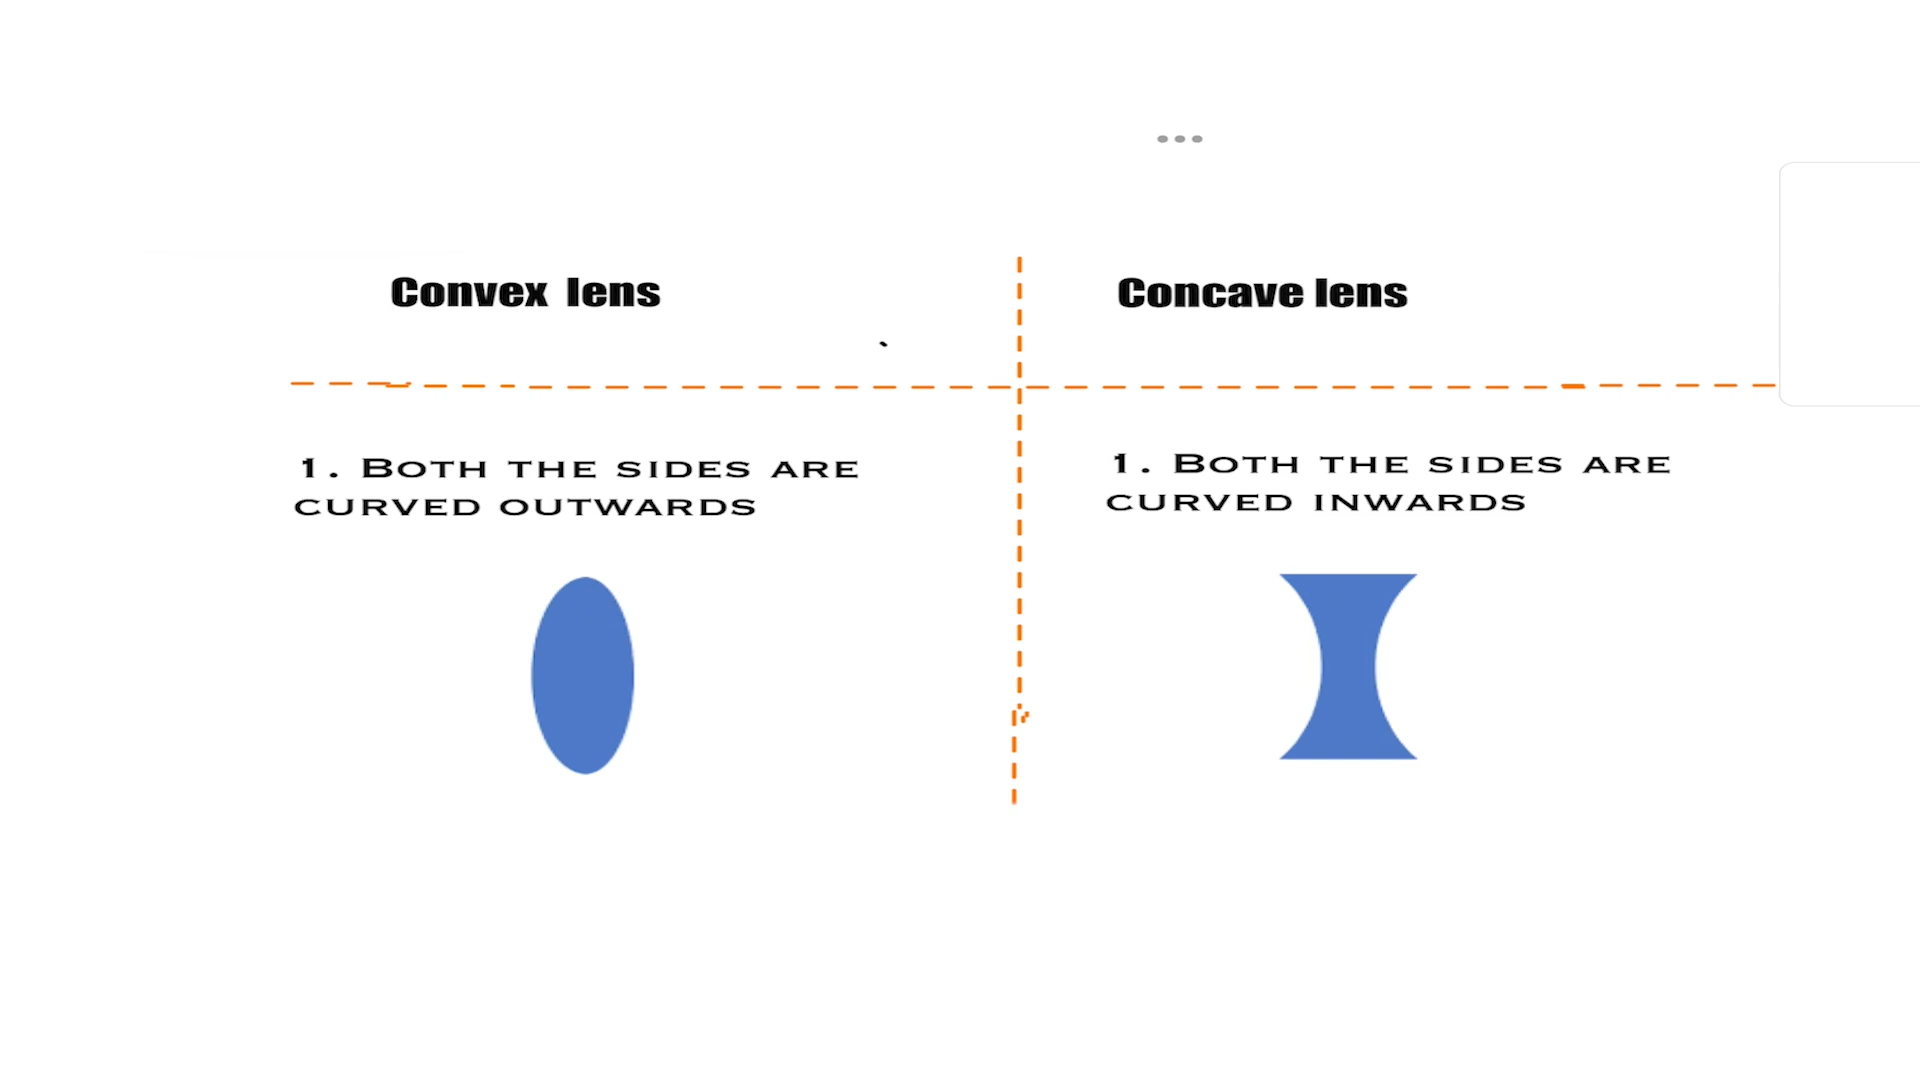 Convex lens
Concave lens
1. Both the sides are
curved outwards
1. Both the sides are
curved inwards